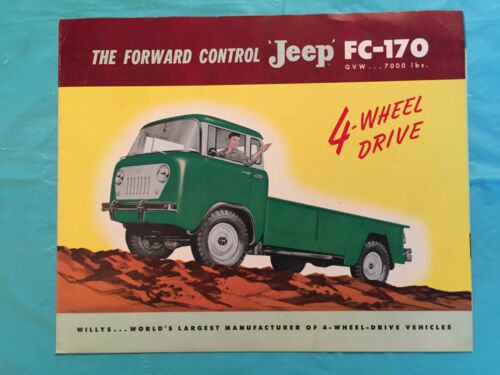 THE FORWARD CONTROL 'Jeep' FC-170
GVW...7000 lbs.
4-WHEEL
DRIVE
WILLYS...WORLD'S LARGEST MANUFACTURER OF 4-WHEEL-DRIVE VEHICLES